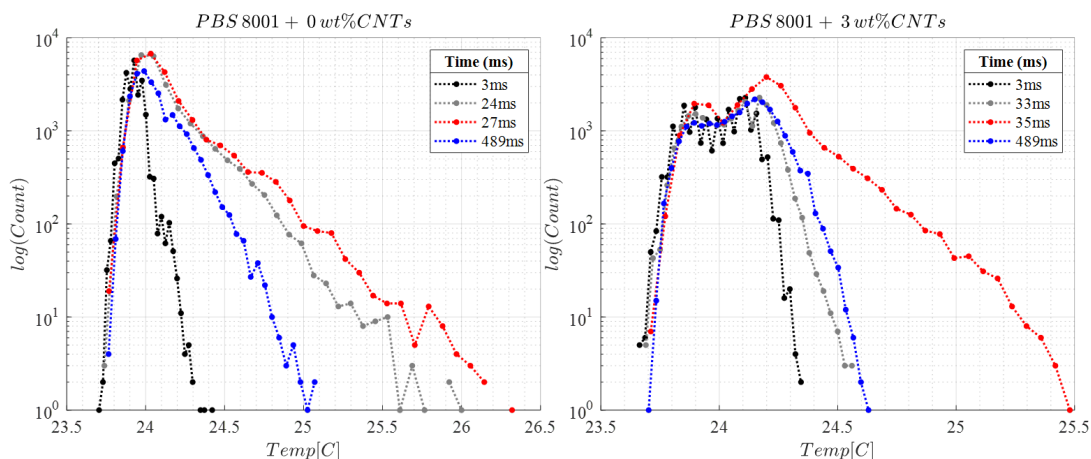 PBS 8001 + 0 wt%CNTs
log(Count)
10^4
10^3
10^2
10^1
10^0
Time (ms)
3ms
24ms
27ms
489ms
23.5 24 24.5 25 25.5 26 26.5
Temp[C]
PBS 8001 + 3 wt%CNTs
log(Count)
10^4
10^3
10^2
10^1
10^0
Time (ms)
3ms
33ms
35ms
489ms
23.5 24 24.5 25 25.5
Temp[C]